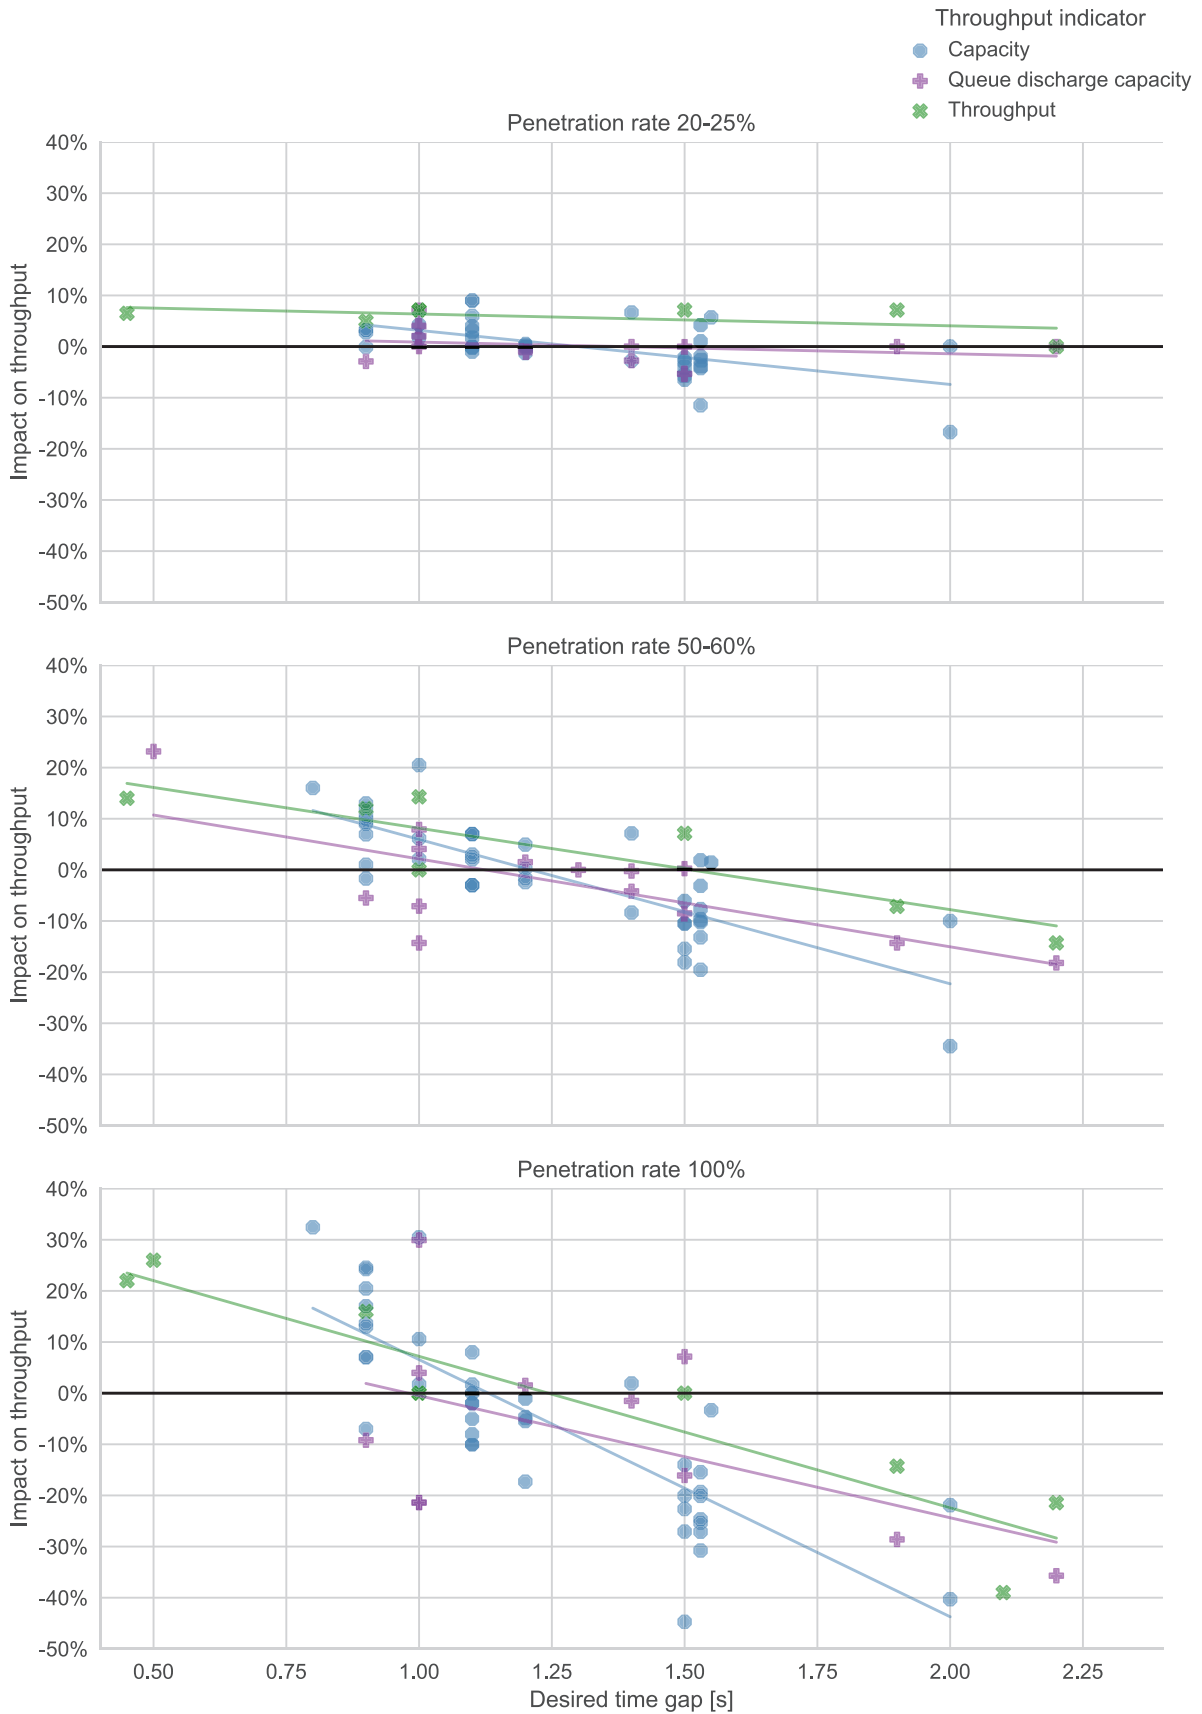 Throughput indicator
Capacity
Queue discharge capacity
Throughput
Penetration rate 20-25%
40%
30%
20%
10%
0%
-10%
-20%
-30%
-40%
-50%
Impact on throughput
Penetration rate 50-60%
40%
30%
20%
10%
0%
-10%
-20%
-30%
-40%
-50%
Impact on throughput
Penetration rate 100%
40%
30%
20%
10%
0%
-10%
-20%
-30%
-40%
-50%
Impact on throughput
0.50 0.75 1.00 1.25 1.50 1.75 2.00 2.25
Desired time gap [s]